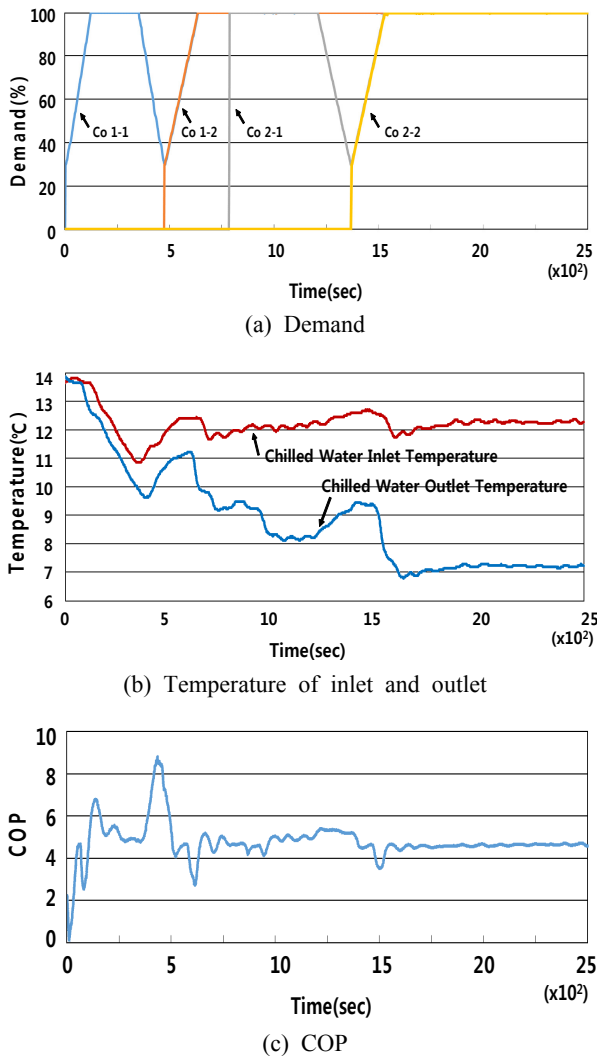 Demand(%)
100
80
60
40
20
0
Co 1-1
Co 1-2
Co 2-1
Co 2-2
0 5 10 15 20 25
(x10²)
Time(sec)
(a) Demand
Temperature(℃)
14
13
12
11
10
9
8
7
6
Chilled Water Inlet Temperature
Chilled Water Outlet Temperature
0 5 10 15 20 25
(x10²)
Time(sec)
(b) Temperature of inlet and outlet
COP
10
8
6
4
2
0
0 5 10 15 20 25
(x10²)
Time(sec)
(c) COP